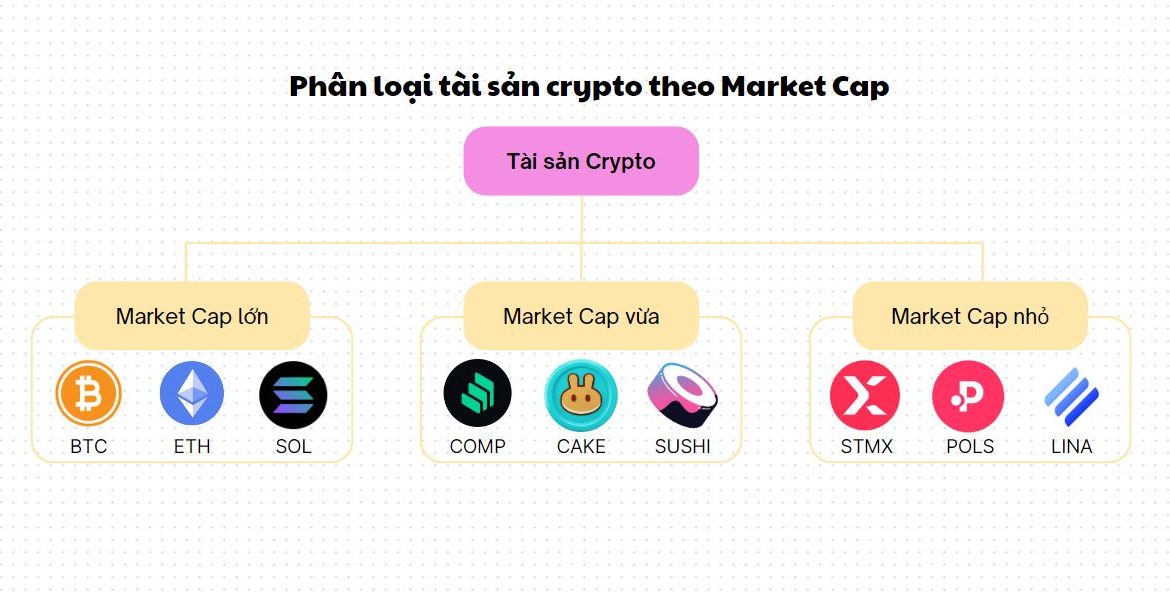 Phân loại tài sản crypto theo Market Cap
Tài sản Crypto
Market Cap lớn
Market Cap vừa
Market Cap nhỏ
BTC
ETH
SOL
COMP
CAKE
SUSHI
STMX
POLS
LINA